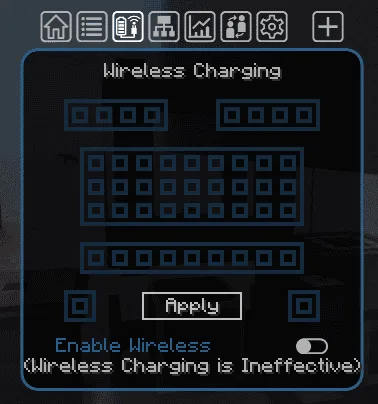 Wireless Charging
Apply
Enable Wireless
(Wireless Charging is Ineffective)